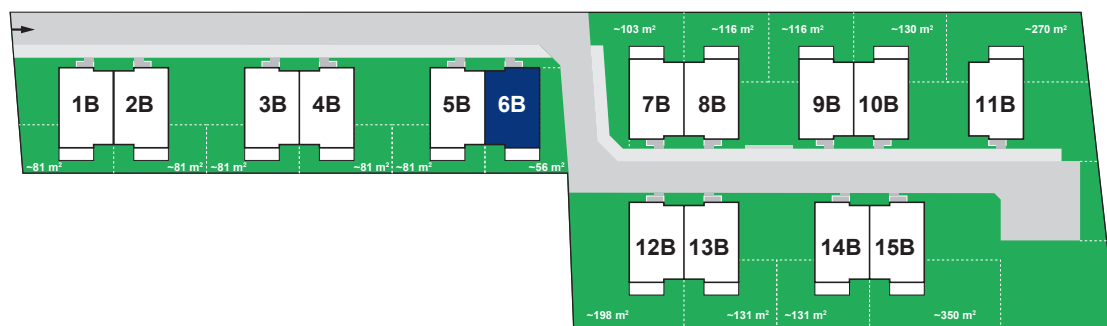 ~103 m²
~116 m²
~116 m²
~130 m²
~270 m²
1B
2B
3B
4B
5B
6B
7B
8B
9B
10B
11B
~81 m²
~81 m²
~81 m²
~81 m²
~81 m²
~56 m²
12B
13B
14B
15B
~198 m²
~131 m²
~131 m²
~350 m²